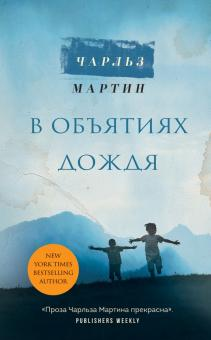 ЧАРЛЬЗ
МАРТИН
В ОБЪЯТИЯХ
ДОЖДЯ
NEW
YORK TIMES
BESTSELLING
AUTHOR
«Проза Чарльза Мартина прекрасна».
PUBLISHERS WEEKLY